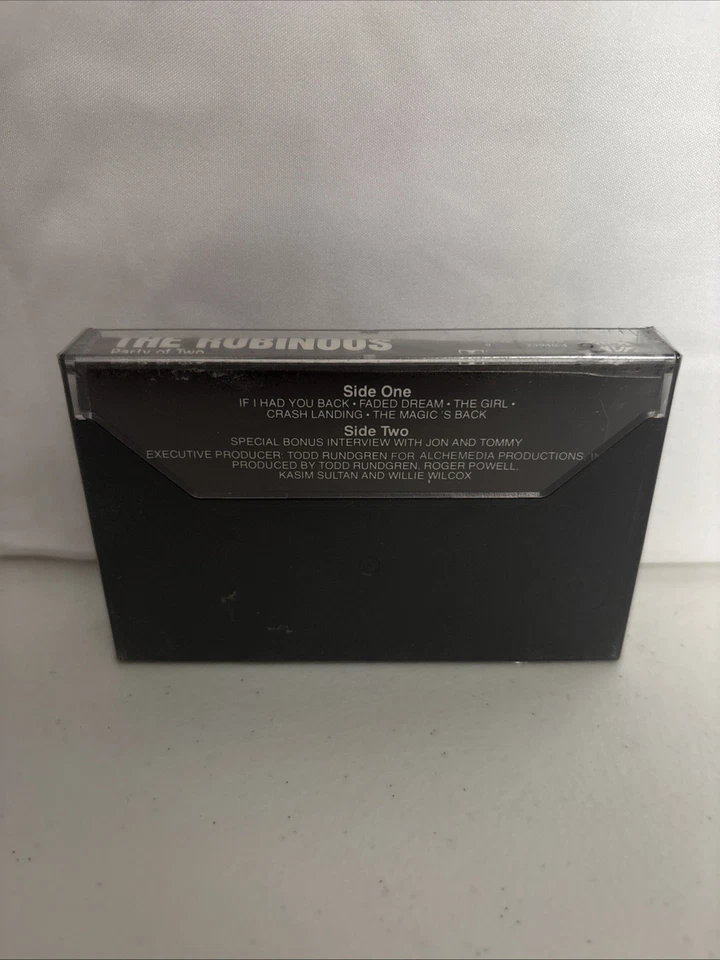 THE RUBINOOS
Party of Two
Side One
IF I HAD YOU BACK • FADED DREAM • THE GIRL •
CRASH LANDING • THE MAGIC 'S BACK
Side Two
SPECIAL BONUS INTERVIEW WITH JON AND TOMMY
EXECUTIVE PRODUCER: TODD RUNDGREN FOR ALCHEMEDIA PRODUCTIONS,
PRODUCED BY TODD RUNDGREN, ROGER POWELL,
KASIM SULTAN AND WILLIE WILCOX